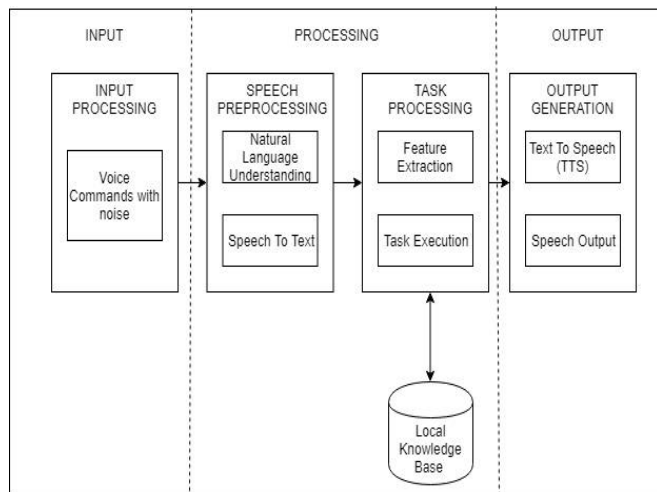 INPUT
PROCESSING
OUTPUT
INPUT
PROCESSING
Voice
Commands with
noise
SPEECH
PREPROCESSING
Natural
Language
Understanding
Speech To Text
TASK
PROCESSING
Feature
Extraction
Task Execution
OUTPUT
GENERATION
Text To Speech
(TTS)
Speech Output
Local
Knowledge
Base